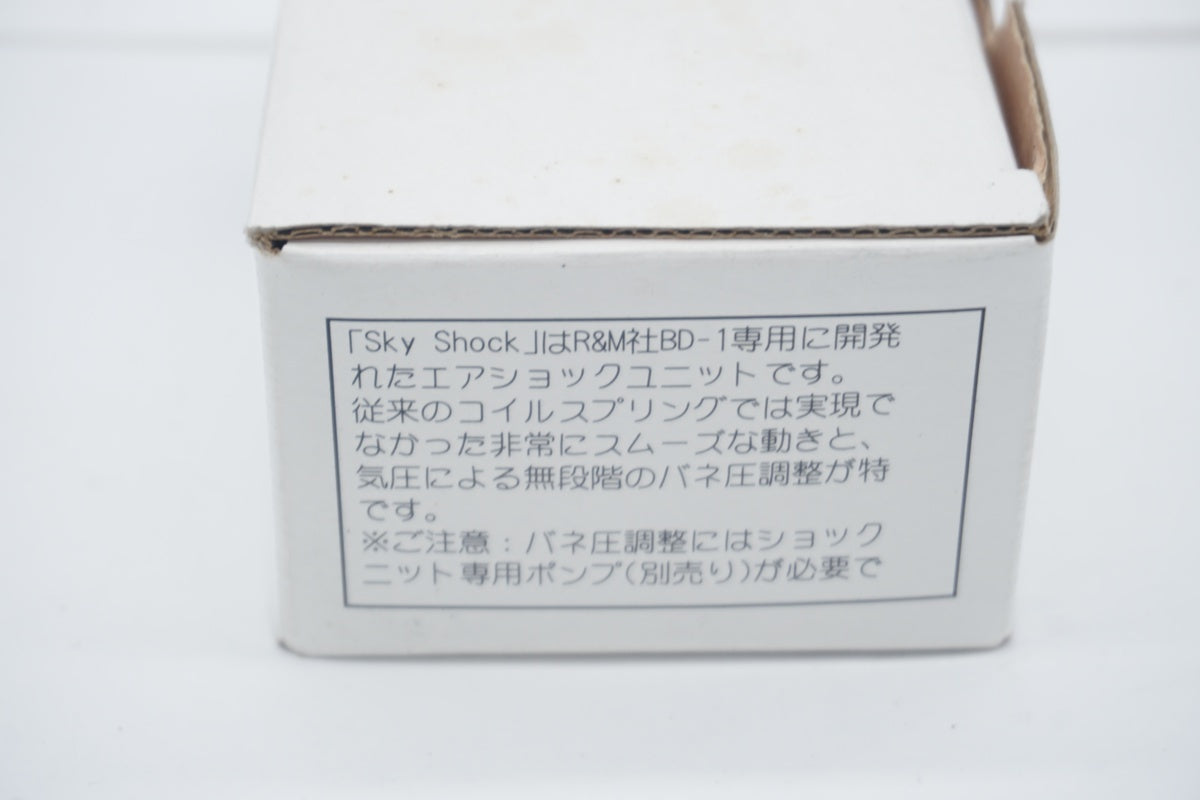 「Sky Shock」はR&M社BD-1専用に開発
れたエアショックユニットです。
従来のコイルスプリングでは実現で
なかった非常にスムーズな動きと、
気圧による無段階のバネ圧調整が特
です。
※ご注意：バネ圧調整にはショック
ニット専用ポンプ(別売り)が必要で